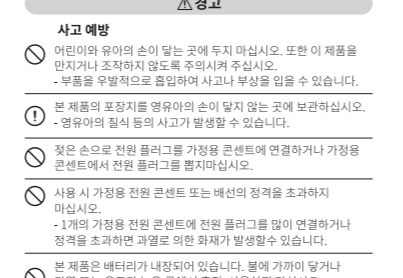 경고
사고 예방
어린이와 유아의 손이 닿는 곳에 두지 마십시오. 또한 이 제품을
만지거나 조작하지 않도록 주의시켜 주십시오.
- 부품을 우발적으로 흡입하여 사고나 부상을 입을 수 있습니다.
본 제품의 포장지를 영유아의 손이 닿지 않는 곳에 보관하십시오.
- 영유아의 질식 등의 사고가 발생할 수 있습니다.
젖은 손으로 전원 플러그를 가정용 콘센트에 연결하거나 가정용
콘센트에서 전원 플러그를 뽑지마십시오.
사용 시 가정용 전원 콘센트 또는 배선의 정격을 초과하지
마십시오.
- 1개의 가정용 전원 콘센트에 전원 플러그를 많이 연결하거나
정격을 초과하면 과열로 의한 화재가 발생할수 있습니다.
본 제품은 배터리가 내장되어 있습니다. 불에 가까이 닿거나